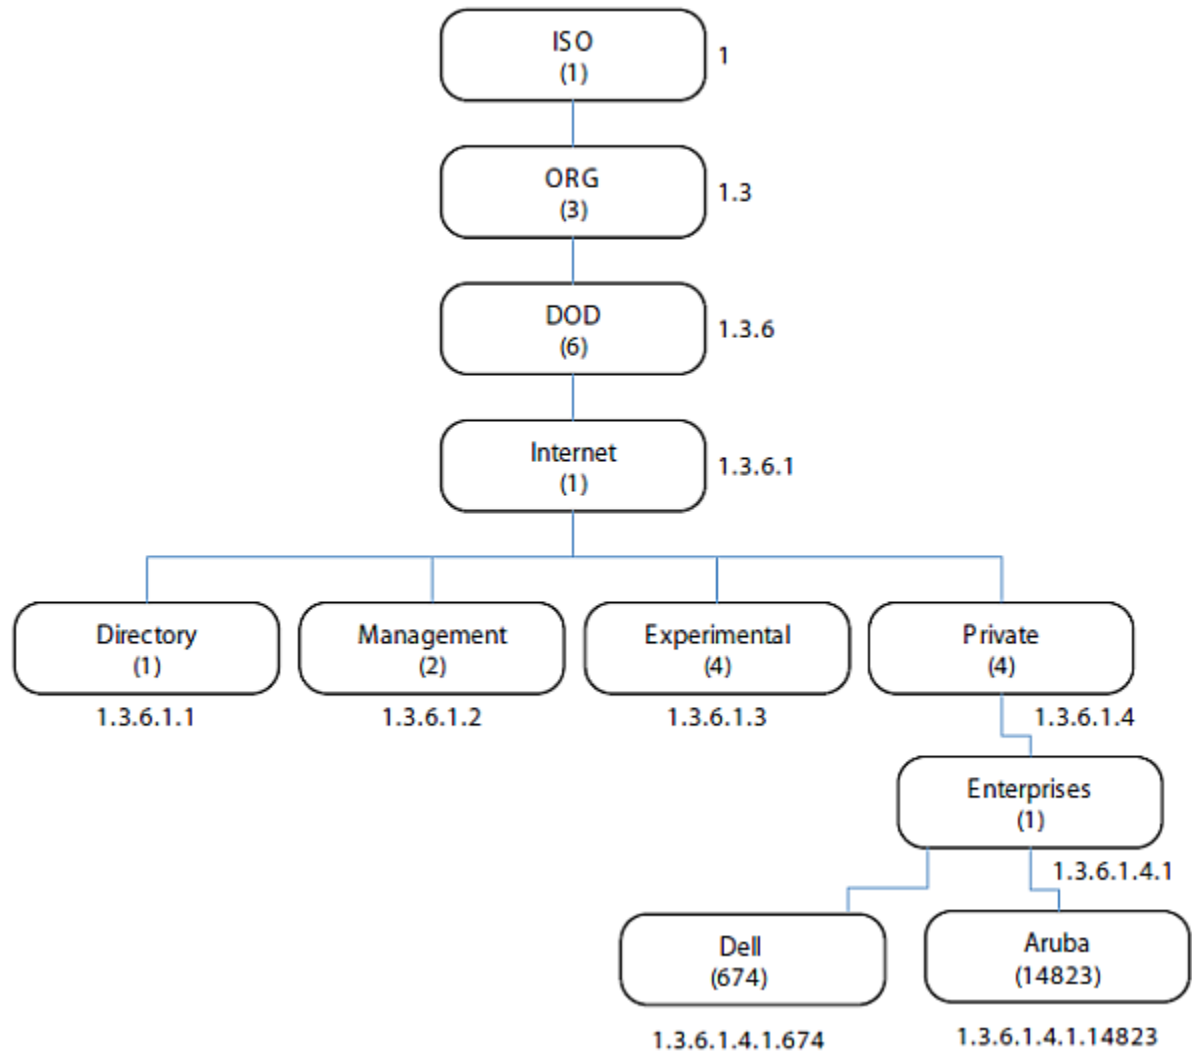 ISO
(1)
1
ORG
(3)
1.3
DOD
(6)
1.3.6
Internet
(1)
1.3.6.1
Directory
(1)
1.3.6.1.1
Management
(2)
1.3.6.1.2
Experimental
(4)
1.3.6.1.3
Private
(4)
1.3.6.1.4
Enterprises
(1)
1.3.6.1.4.1
Dell
(674)
1.3.6.1.4.1.674
Aruba
(14823)
1.3.6.1.4.1.14823